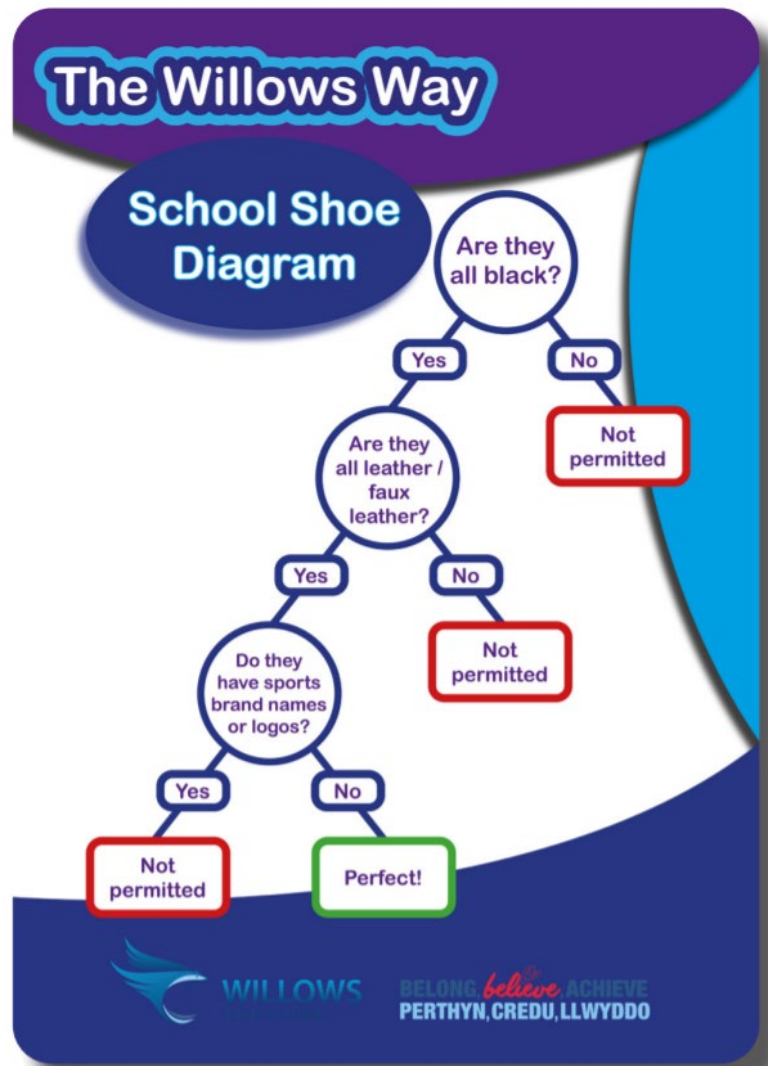 The Willows Way
School Shoe
Diagram
Are they
all black?
Yes
No
Not
permitted
Are they
all leather /
faux
leather?
Yes
No
Not
permitted
Do they
have sports
brand names
or logos?
Yes
No
Not
permitted
Perfect!
WILLOWS
BELONG, believe, ACHIEVE
PERTHYN, CREDU, LLWYDDO